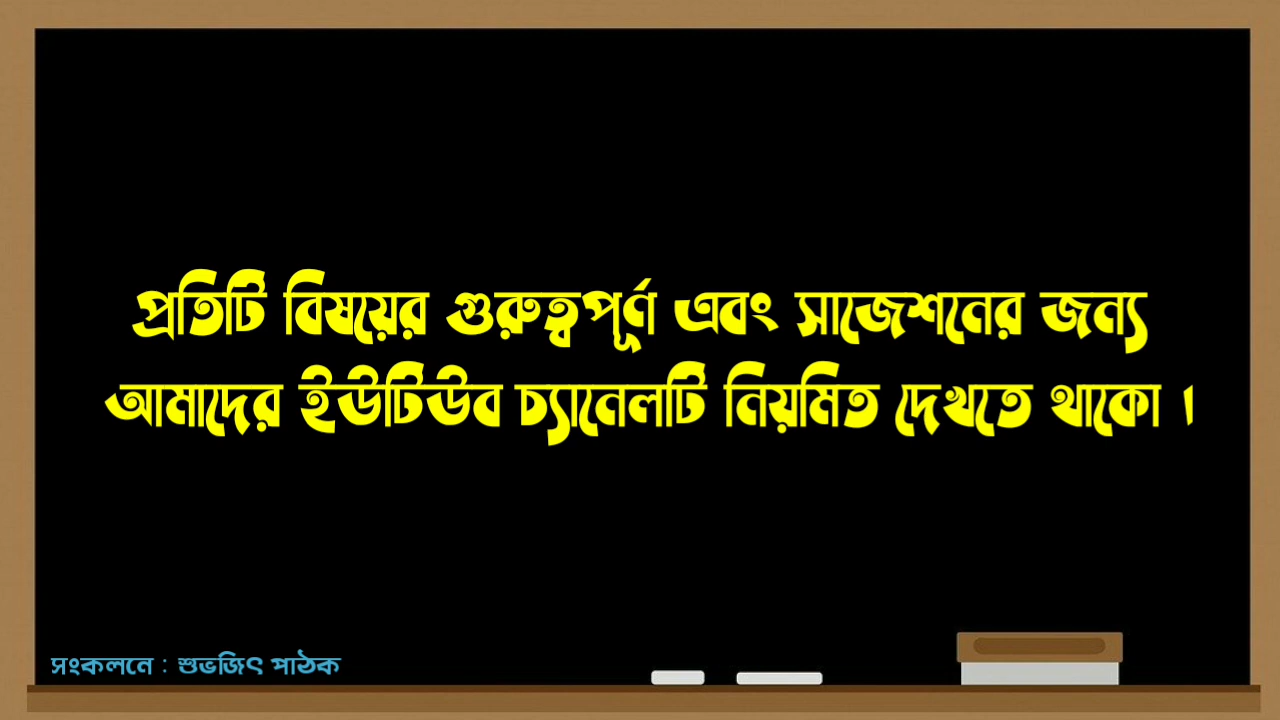 প্রতিটি বিষয়ের গুরুত্বপূর্ণ এবং সাজেশনের জন্য
আমাদের ইউটিউব চ্যানেলটি নিয়মিত দেখতে থাকো ।
সংকলনে : শুভজিৎ পাঠক